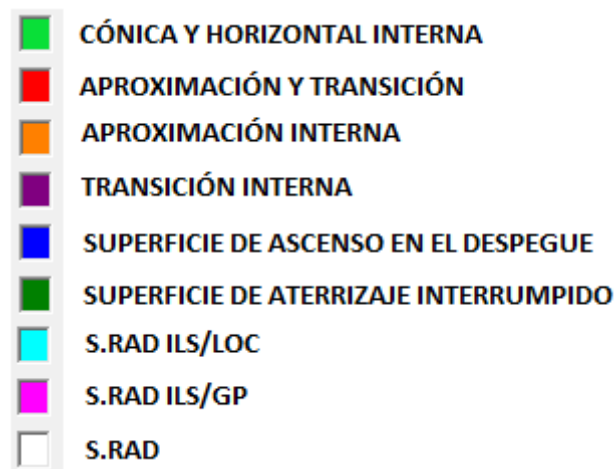 CÓNICA Y HORIZONTAL INTERNA
APROXIMACIÓN Y TRANSICIÓN
APROXIMACIÓN INTERNA
TRANSICIÓN INTERNA
SUPERFICIE DE ASCENSO EN EL DESPEGUE
SUPERFICIE DE ATERRIZAJE INTERRUMPIDO
S.RAD ILS/LOC
S.RAD ILS/GP
S.RAD